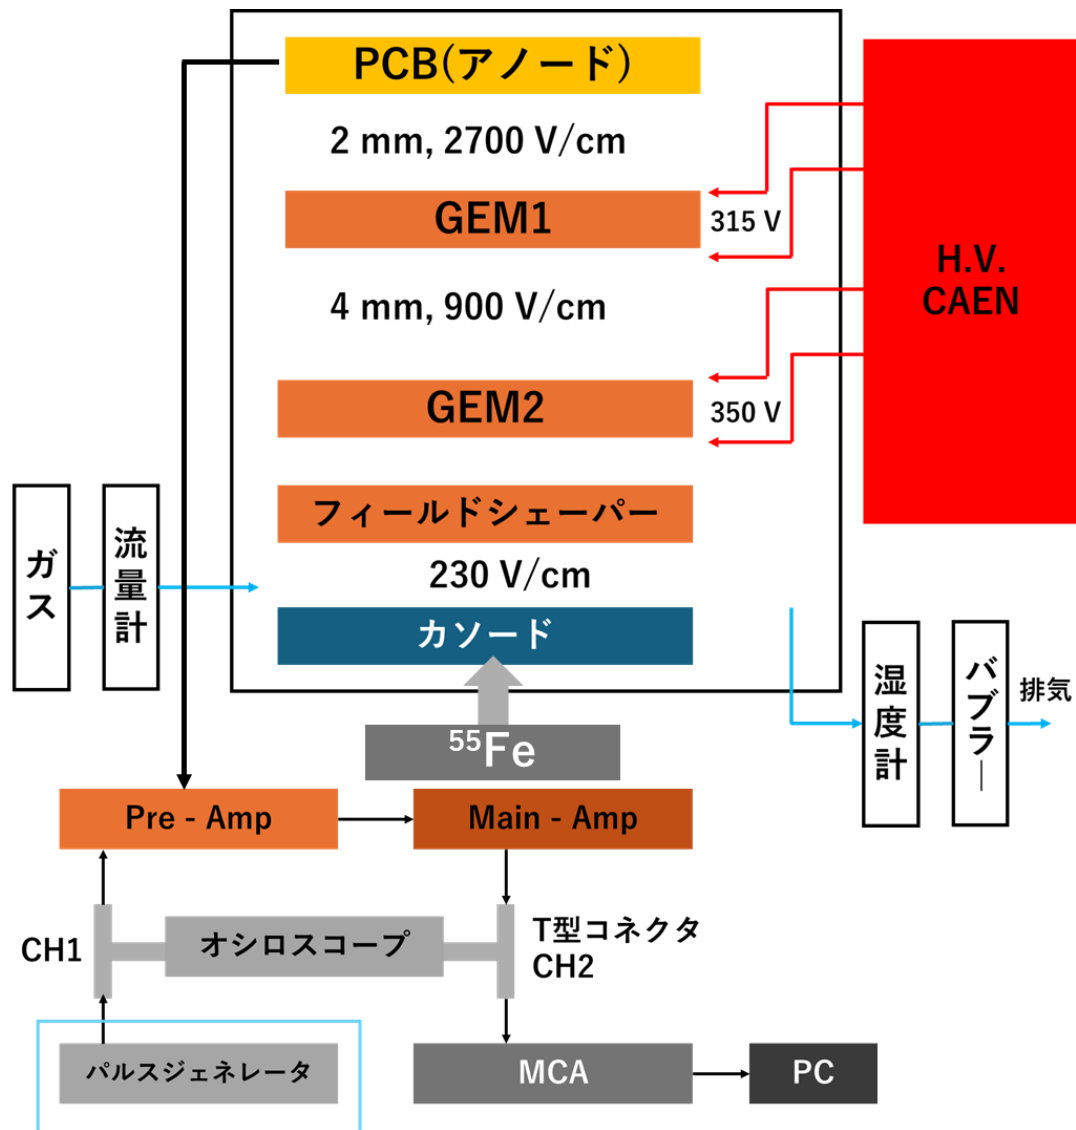 PCB(アノード)
2 mm, 2700 V/cm
GEM1
315 V
H.V.
CAEN
4 mm, 900 V/cm
GEM2
350 V
フィールドシェーパー
230 V/cm
カソード
ガス
流量計
湿度計
バブラー
排気
55Fe
Pre - Amp
Main - Amp
CH1
オシロスコープ
T型コネクタ
CH2
パルスジェネレータ
MCA
PC